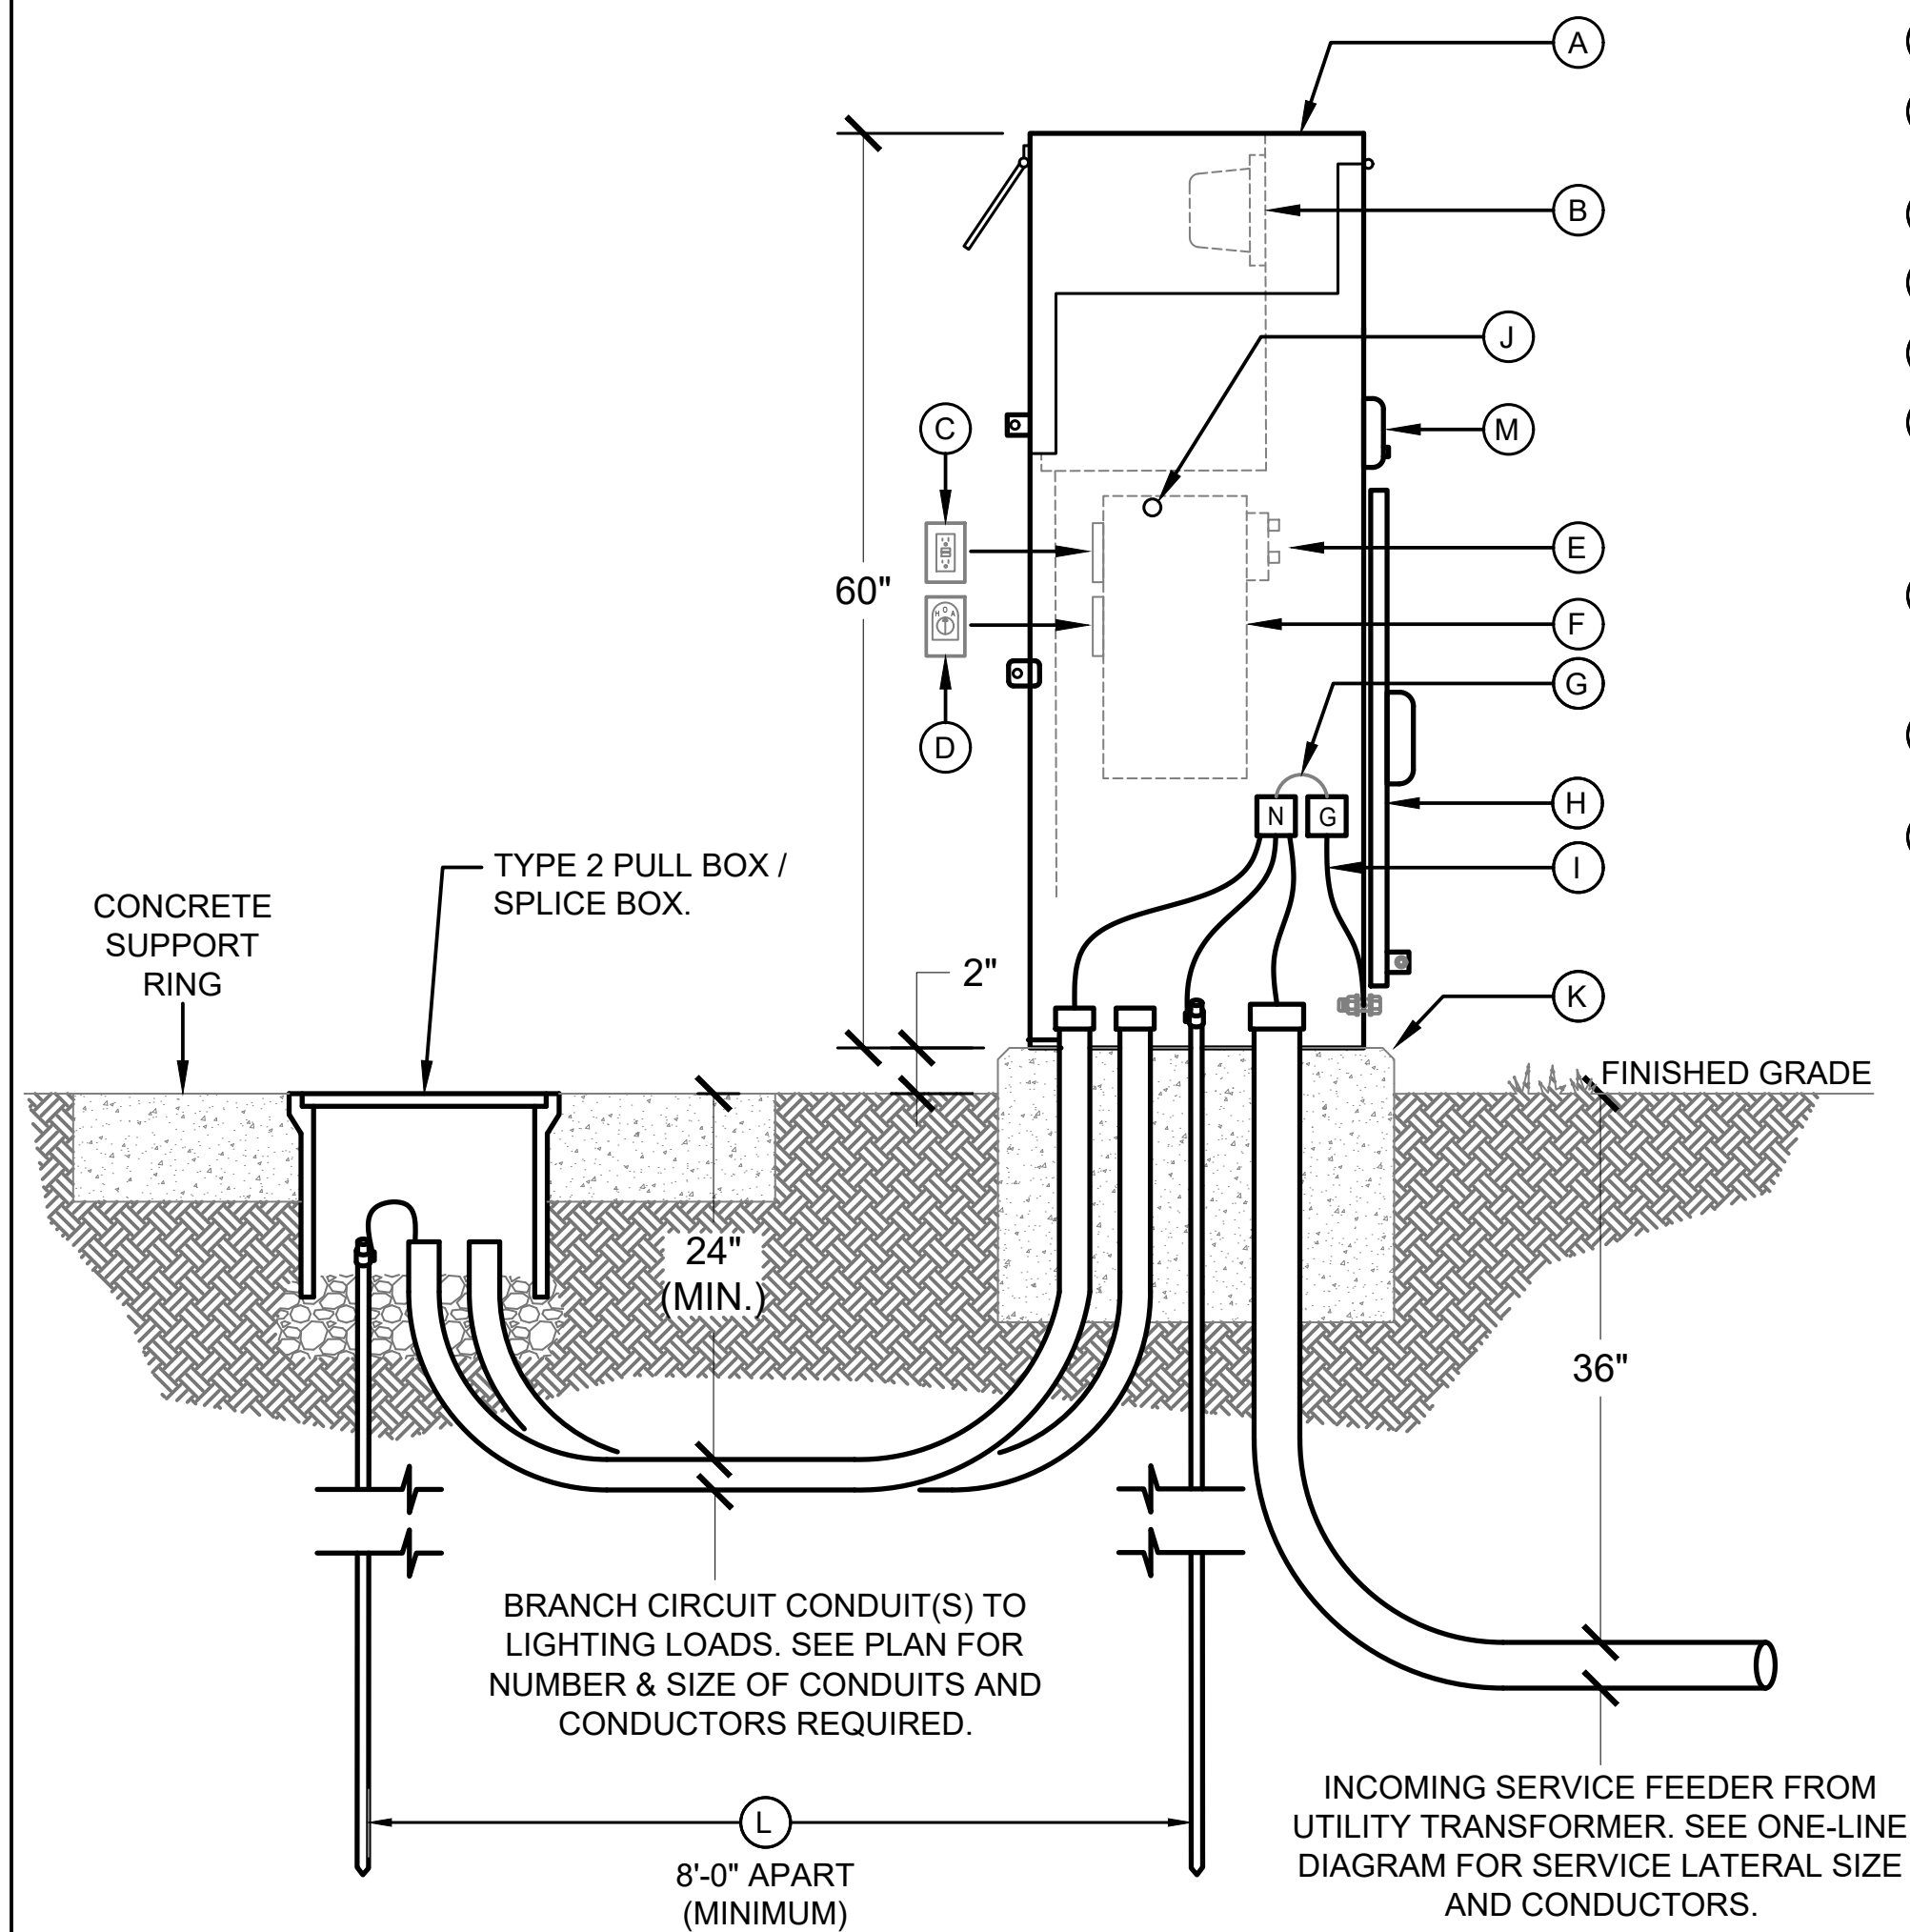 A
B
J
C
M
E
60"
F
H O A
G
D
H
N
G
TYPE 2 PULL BOX /
SPLICE BOX.
I
CONCRETE
SUPPORT
RING
2"
K
FINISHED GRADE
24"
(MIN.)
36"
BRANCH CIRCUIT CONDUIT(S) TO
LIGHTING LOADS. SEE PLAN FOR
NUMBER & SIZE OF CONDUITS AND
CONDUCTORS REQUIRED.
L
8'-0" APART
(MINIMUM)
INCOMING SERVICE FEEDER FROM
UTILITY TRANSFORMER. SEE ONE-LINE
DIAGRAM FOR SERVICE LATERAL SIZE
AND CONDUCTORS.